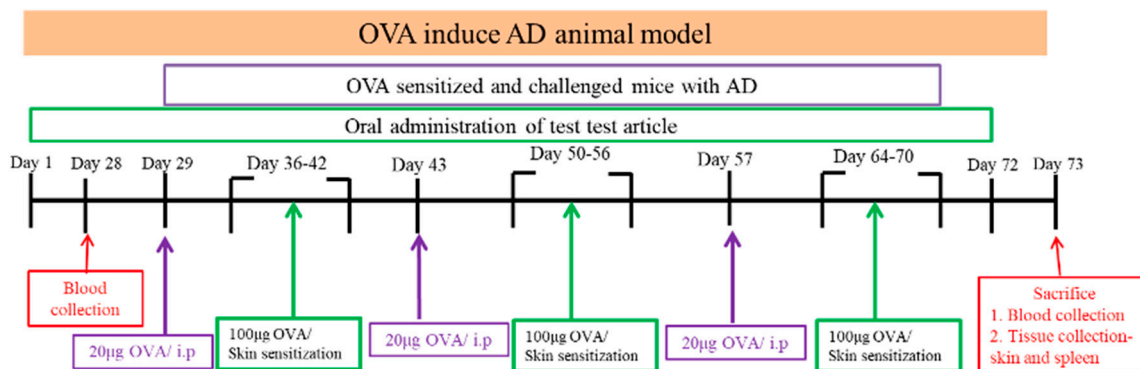 OVA induce AD animal model
OVA sensitized and challenged mice with AD
Oral administration of test test article
Day 1
Day 28
Day 29
Day 36-42
Day 43
Day 50-56
Day 57
Day 64-70
Day 72
Day 73
Blood
collection
20μg OVA/ i.p
100μg OVA/
Skin sensitization
20μg OVA/ i.p
100μg OVA/
Skin sensitization
20μg OVA/ i.p
100μg OVA/
Skin sensitization
Sacrifice
1. Blood collection
2. Tissue collection-
skin and spleen